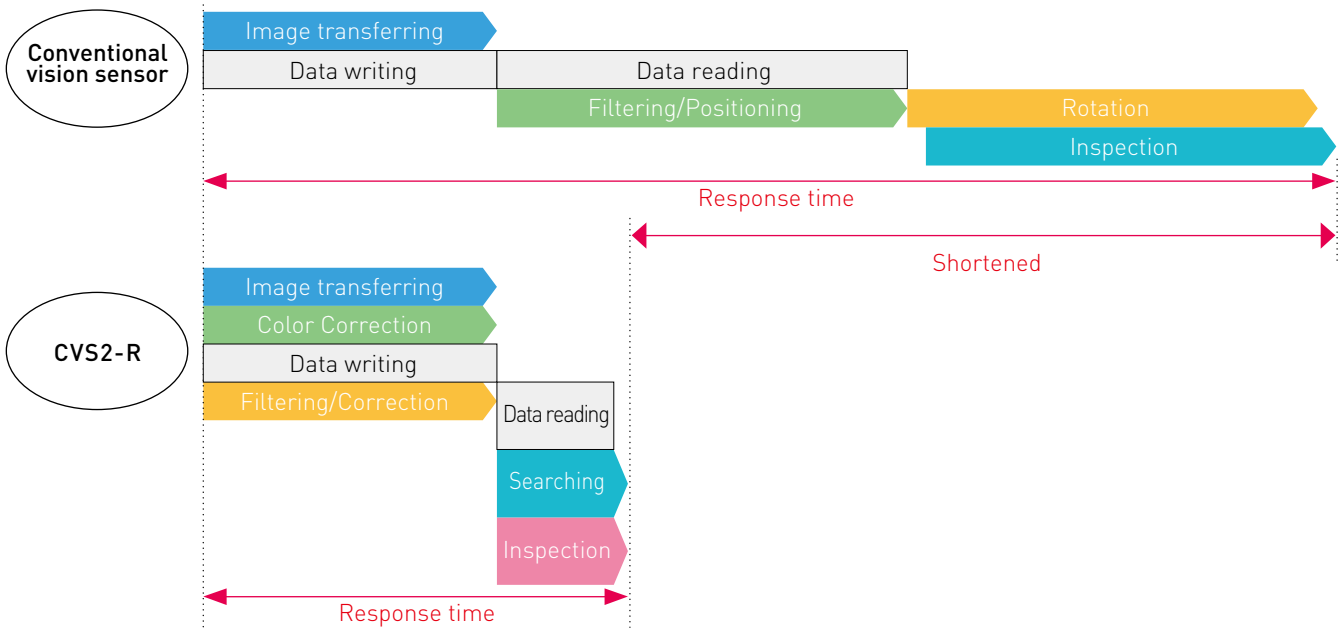 Conventional
vision sensor
Image transferring
Data writing
Data reading
Filtering/Positioning
Rotation
Inspection
Response time
Shortened
CVS2-R
Image transferring
Color Correction
Data writing
Filtering/Correction
Data reading
Searching
Inspection
Response time